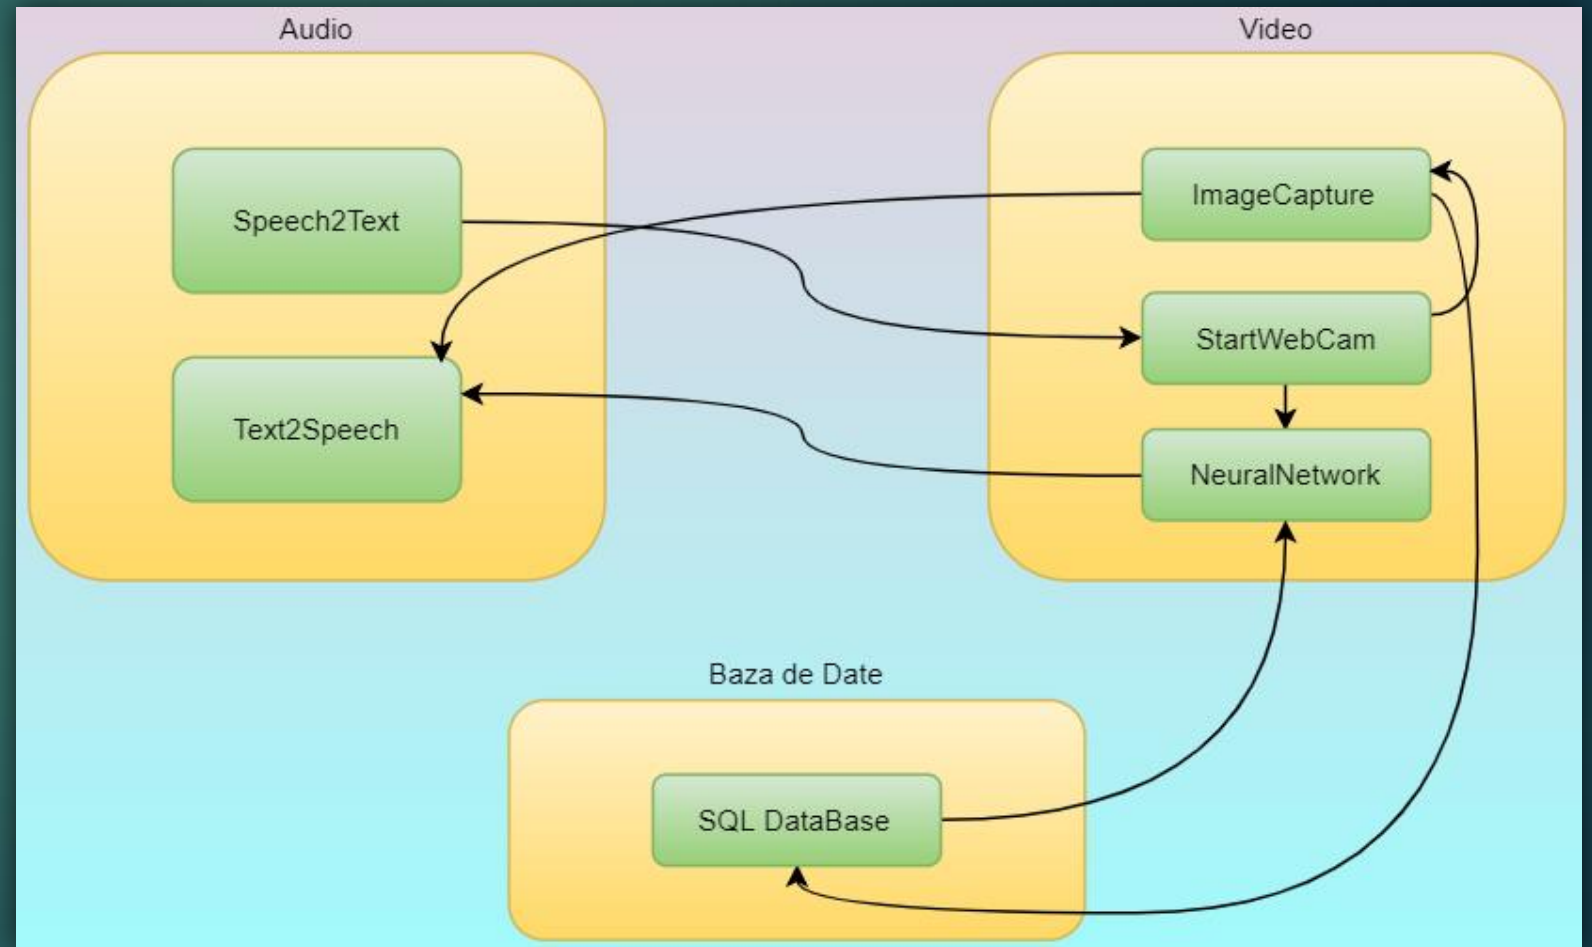 Audio
Video
Speech2Text
Text2Speech
ImageCapture
StartWebCam
NeuralNetwork
Baza de Date
SQL DataBase